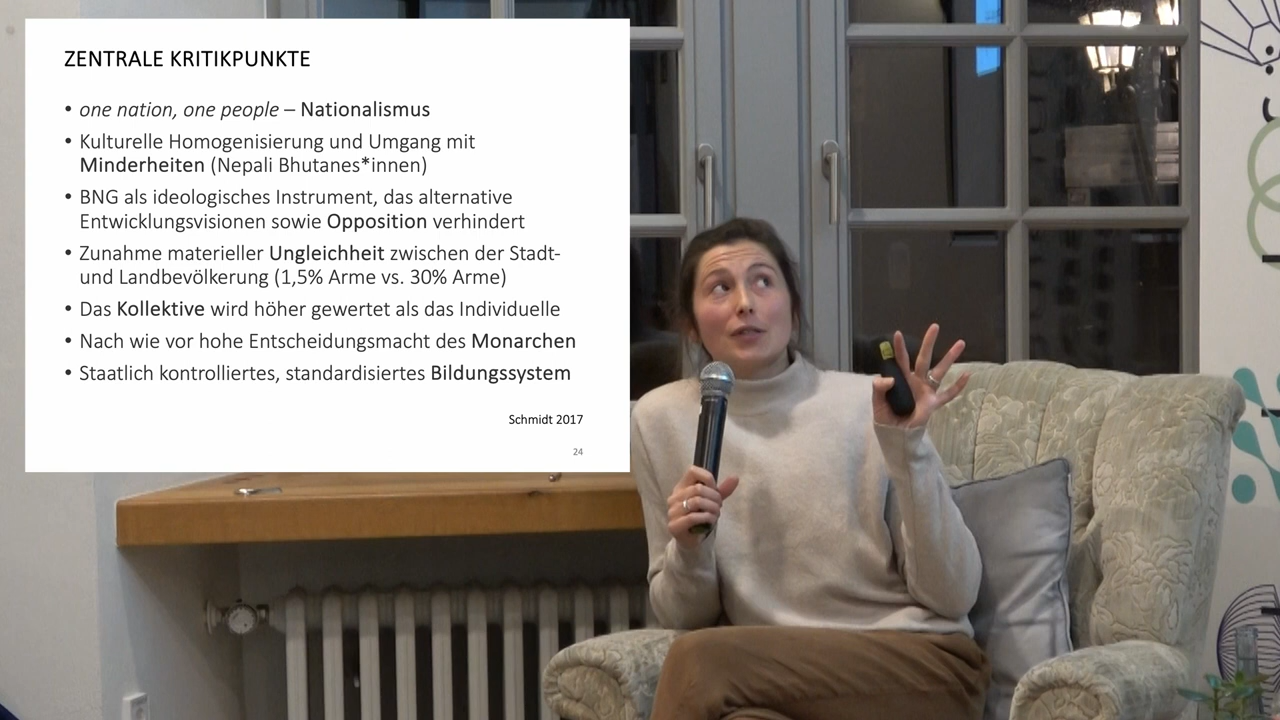 ZENTRALE KRITIKPUNKTE
• one nation, one people – Nationalismus
• Kulturelle Homogenisierung und Umgang mit
Minderheiten (Nepali Bhutanes*innen)
• BNG als ideologisches Instrument, das alternative
Entwicklungsvisionen sowie Opposition verhindert
• Zunahme materieller Ungleichheit zwischen der Stadt-
und Landbevölkerung (1,5% Arme vs. 30% Arme)
• Das Kollektive wird höher gewertet als das Individuelle
• Nach wie vor hohe Entscheidungsmacht des Monarchen
• Staatlich kontrolliertes, standardisiertes Bildungssystem
Schmidt 2017
24